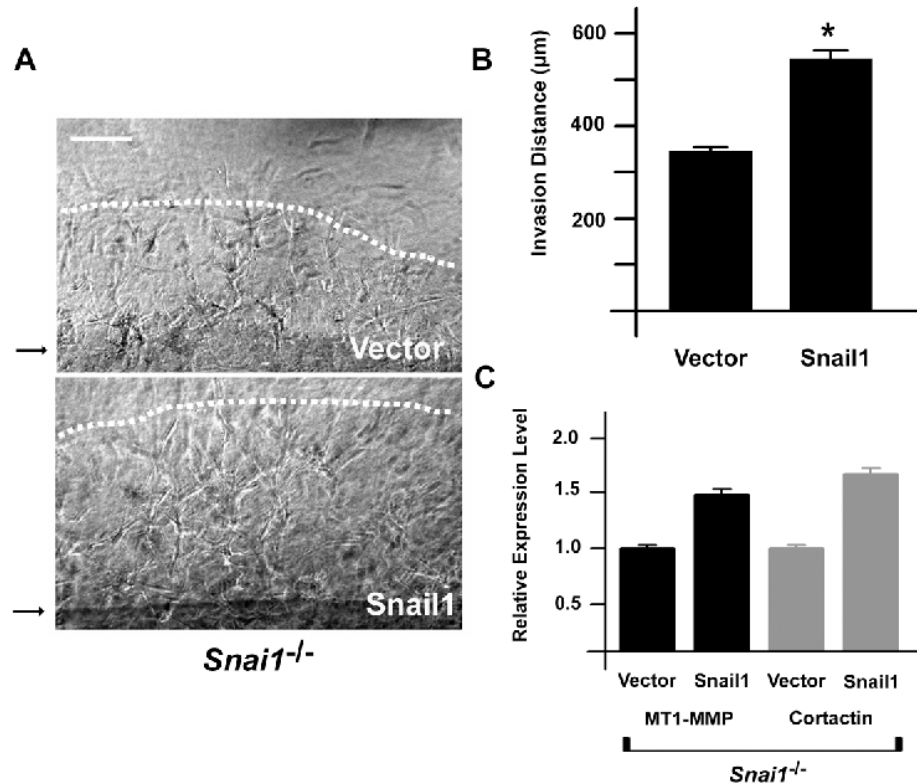 A
Vector
Snail1
Snai1-/-
B
Invasion Distance (µm)
600
400
200
*
Vector Snail1
C
Relative Expression Level
2.0
1.5
1.0
0.5
Vector Snail1 Vector Snail1
MT1-MMP Cortactin
Snai1-/-